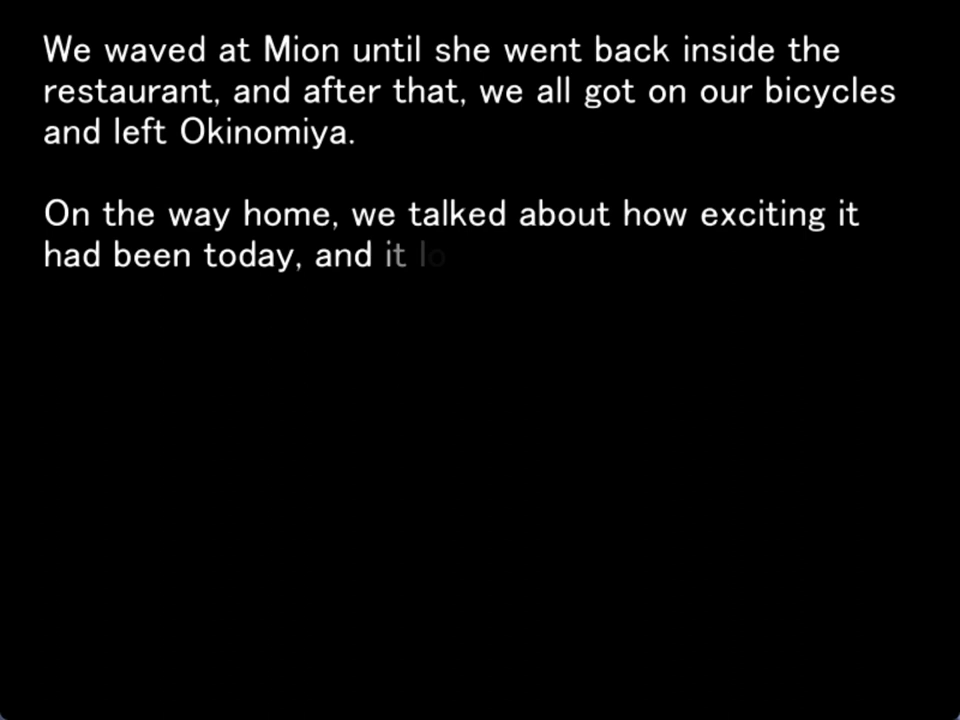 We waved at Mion until she went back inside the
restaurant, and after that, we all got on our bicycles
and left Okinomiya.
On the way home, we talked about how exciting it
had been today, and it lo